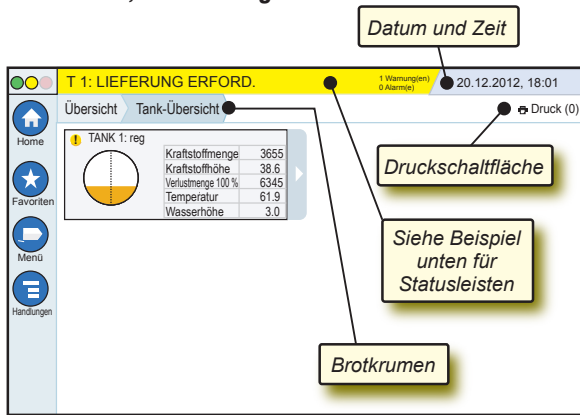 Datum und Zeit
T 1: LIEFERUNG ERFORD.
1 Warnung(en)
0 Alarm(e)
20.12.2012, 18:01
Übersicht
Tank-Übersicht
Druck (0)
Home
TANK 1: reg
Kraftstoffmenge 3655
Kraftstoffhöhe 38.6
Verlustmenge 100 % 6345
Temperatur 61.9
Wasserhöhe 3.0
Druckschaltfläche
Favoriten
Siehe Beispiel
unten für
Statusleisten
Menü
Handlungen
Brotkrumen